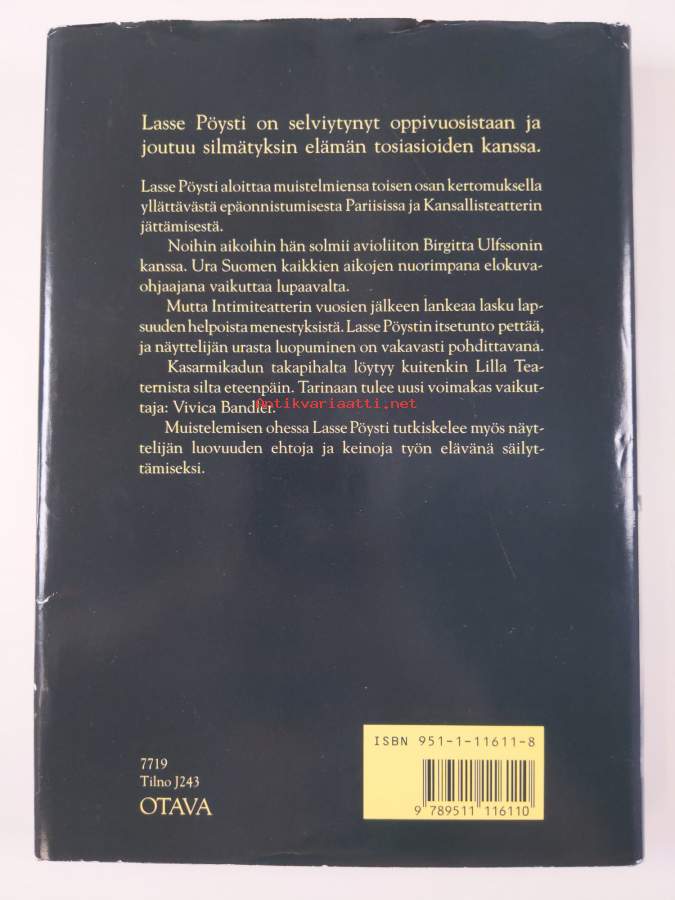 Lasse Pöysti on selviytynyt oppivuosistaan ja
joutuu silmätyksin elämän tosiasioiden kanssa.
Lasse Pöysti aloittaa muistelmiensa toisen osan kertomuksella
yllättävästä epäonnistumisesta Pariisissa ja Kansallisteatterin
jättämisestä.
Noihin aikoihin hän solmii avioliiton Birgitta Ulfssonin
kanssa. Ura Suomen kaikkien aikojen nuorimpana elokuva-
ohjaajana vaikuttaa lupaavalta.
Mutta Intimiteatterin vuosien jälkeen lankeaa lasku lap-
suuden helpoista menestyksistä. Lasse Pöystin itsetunto pettää,
ja näyttelijän urasta luopuminen on vakavasti pohdittavana.
Kasarmikadun takapihalta löytyy kuitenkin Lilla Tea-
ternista silta eteenpäin. Tarinaan tulee uusi voimakas vaikut-
taja: Vivica Bandler.
Antikvariaatti.net
Muistelemisen ohessa Lasse Pöysti tutkiskelee myös näyt-
telijän luovuuden ehtoja ja keinoja työn elävänä säilyt-
tämiseksi.
ISBN 951-1-11611-8
9 789511 116110
7719
Tilno J243
OTAVA